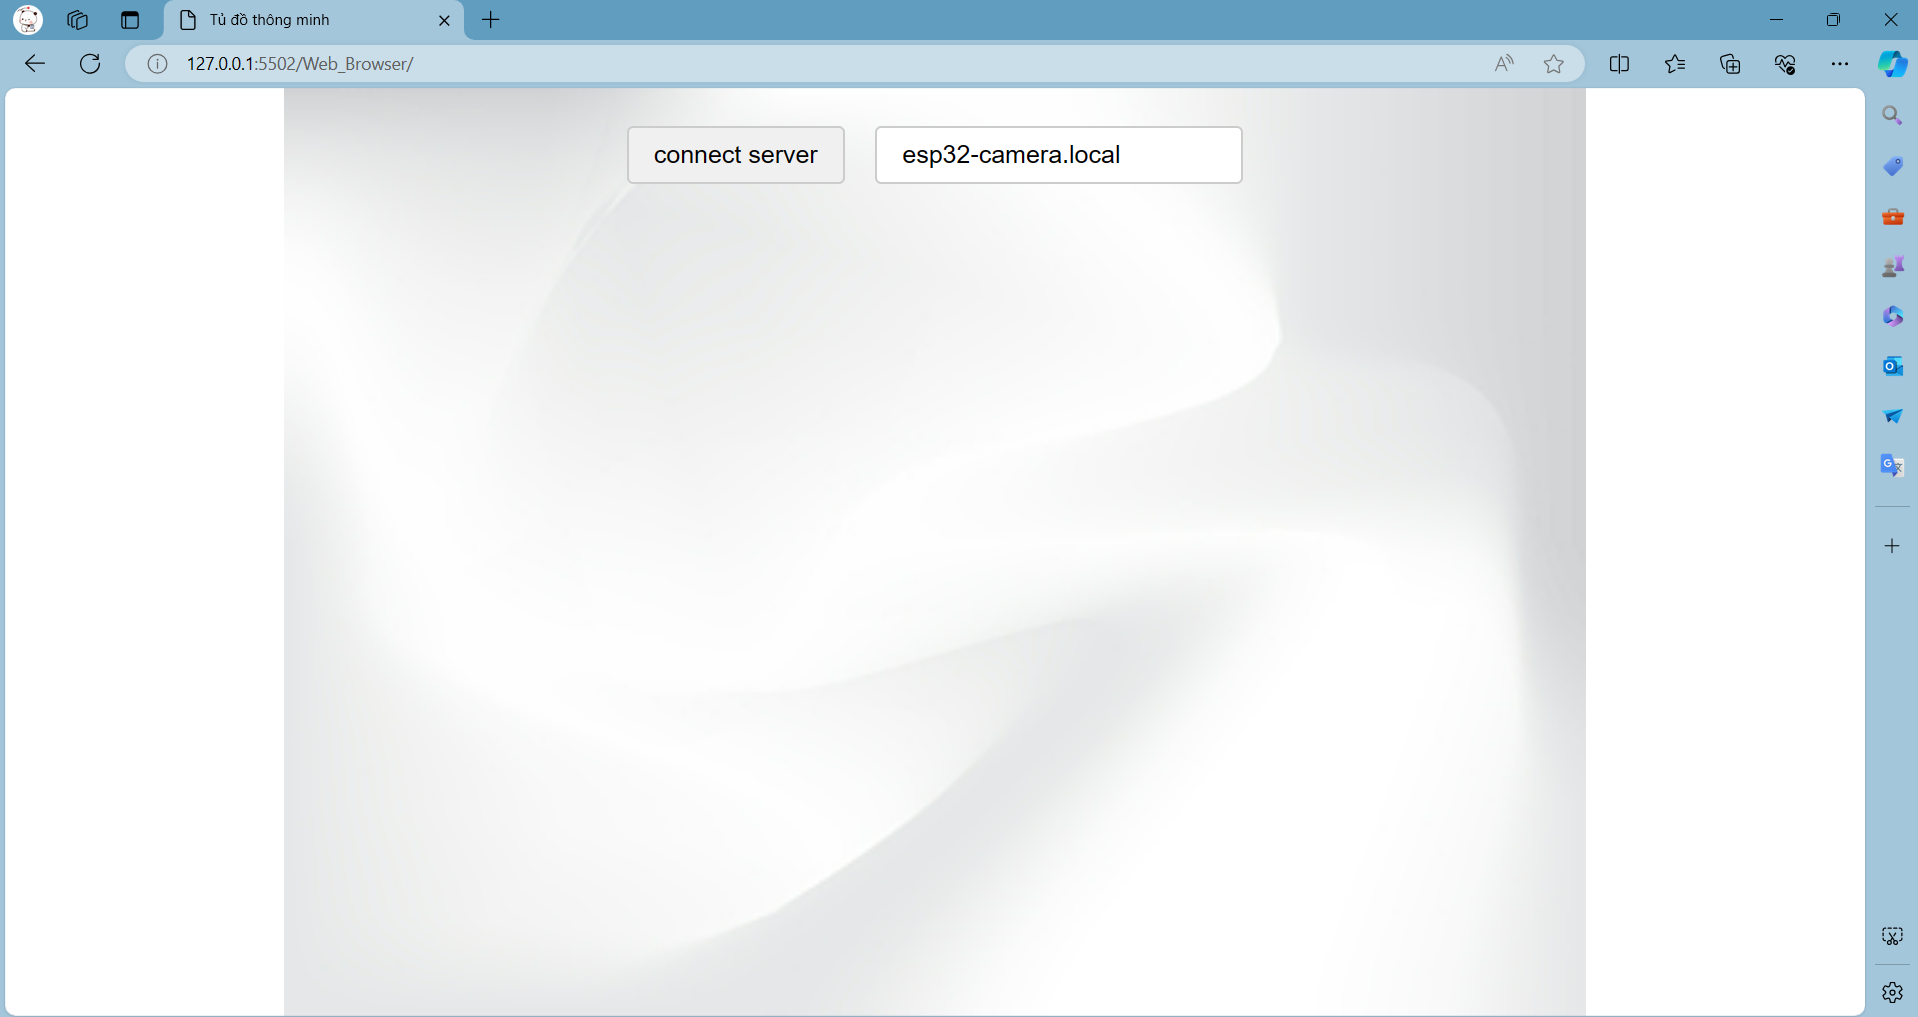 Tủ đồ thông minh
127.0.0.1:5502/Web_Browser/
connect server
esp32-camera.local